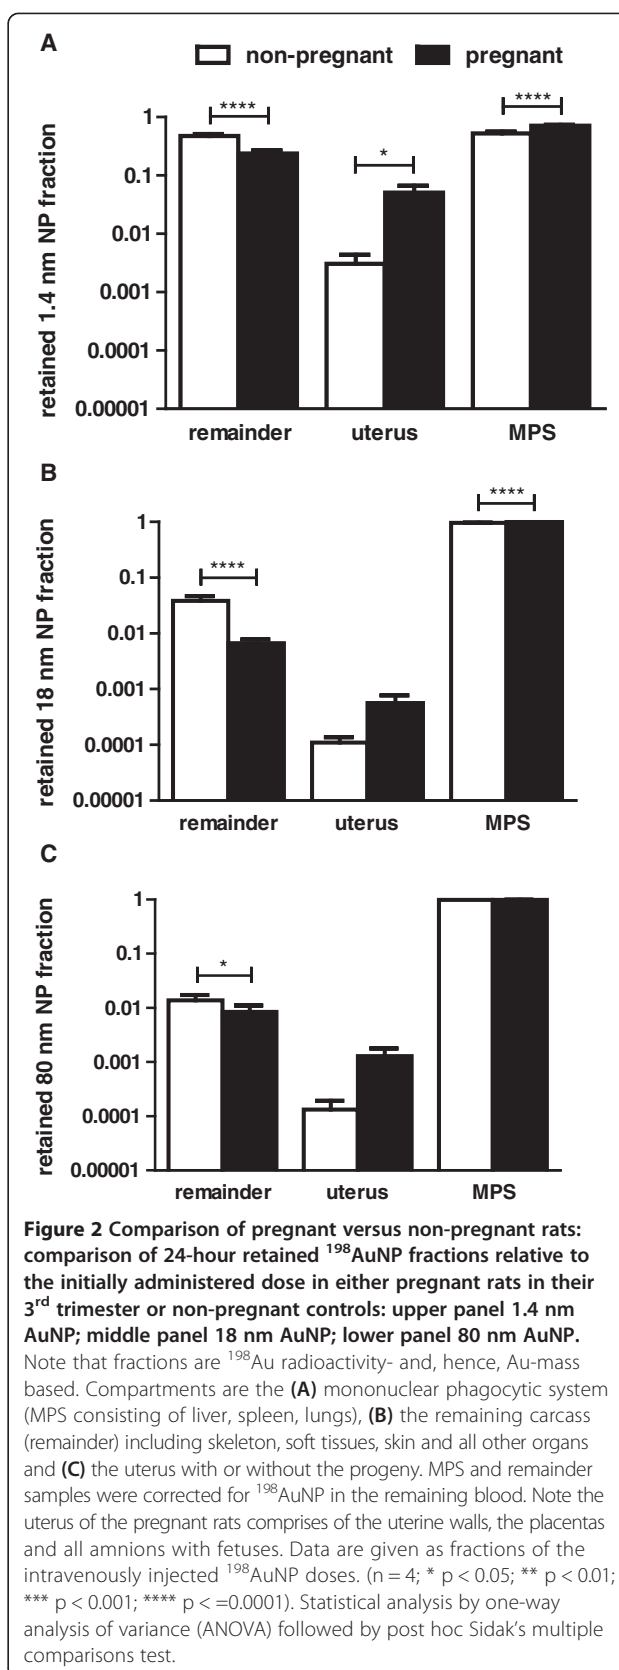 A
non-pregnant pregnant
retained 1.4 nm NP fraction
1
0.1
0.01
0.001
0.0001
0.00001
****
*
****
remainder uterus MPS
B
retained 18 nm NP fraction
1
0.1
0.01
0.001
0.0001
0.00001
****
****
remainder uterus MPS
C
retained 80 nm NP fraction
1
0.1
0.01
0.001
0.0001
0.00001
*
remainder uterus MPS
Figure 2 Comparison of pregnant versus non-pregnant rats:
comparison of 24-hour retained ¹⁹⁸AuNP fractions relative to
the initially administered dose in either pregnant rats in their
3rd trimester or non-pregnant controls: upper panel 1.4 nm
AuNP; middle panel 18 nm AuNP; lower panel 80 nm AuNP.
Note that fractions are ¹⁹⁸Au radioactivity- and, hence, Au-mass
based. Compartments are the (A) mononuclear phagocytic system
(MPS consisting of liver, spleen, lungs), (B) the remaining carcass
(remainder) including skeleton, soft tissues, skin and all other organs
and (C) the uterus with or without the progeny. MPS and remainder
samples were corrected for ¹⁹⁸AuNP in the remaining blood. Note the
uterus of the pregnant rats comprises of the uterine walls, the placentas
and all amnions with fetuses. Data are given as fractions of the
intravenously injected ¹⁹⁸AuNP doses. (n = 4; * p < 0.05; ** p < 0.01;
*** p < 0.001; **** p < =0.0001). Statistical analysis by one-way
analysis of variance (ANOVA) followed by post hoc Sidak's multiple
comparisons test.